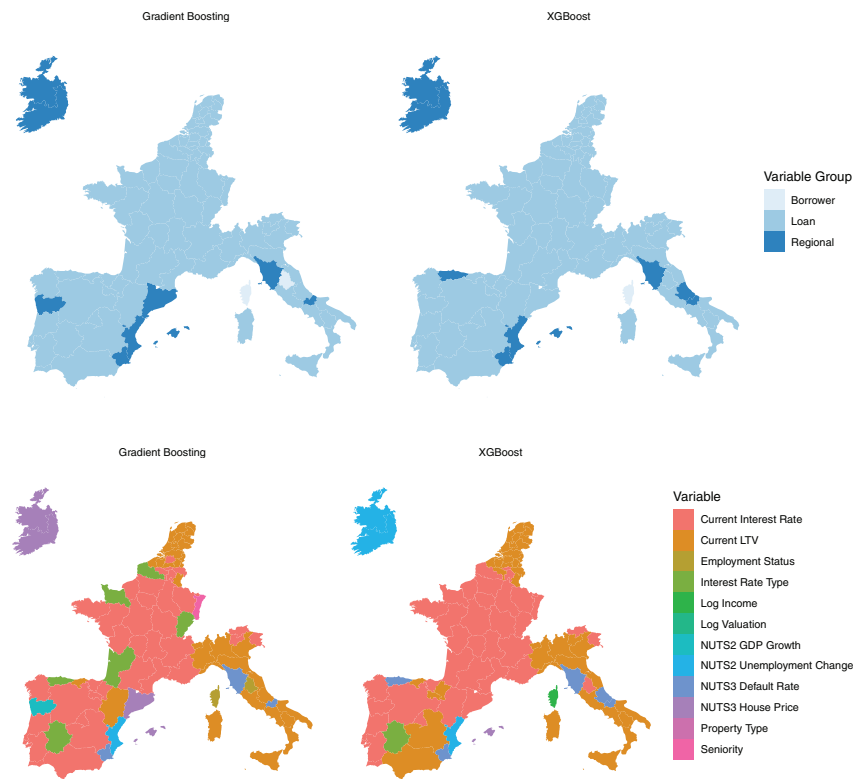 Gradient Boosting
XGBoost
Variable Group
Borrower
Loan
Regional
Gradient Boosting
XGBoost
Variable
Current Interest Rate
Current LTV
Employment Status
Interest Rate Type
Log Income
Log Valuation
NUTS2 GDP Growth
NUTS2 Unemployment Change
NUTS3 Default Rate
NUTS3 House Price
Property Type
Seniority